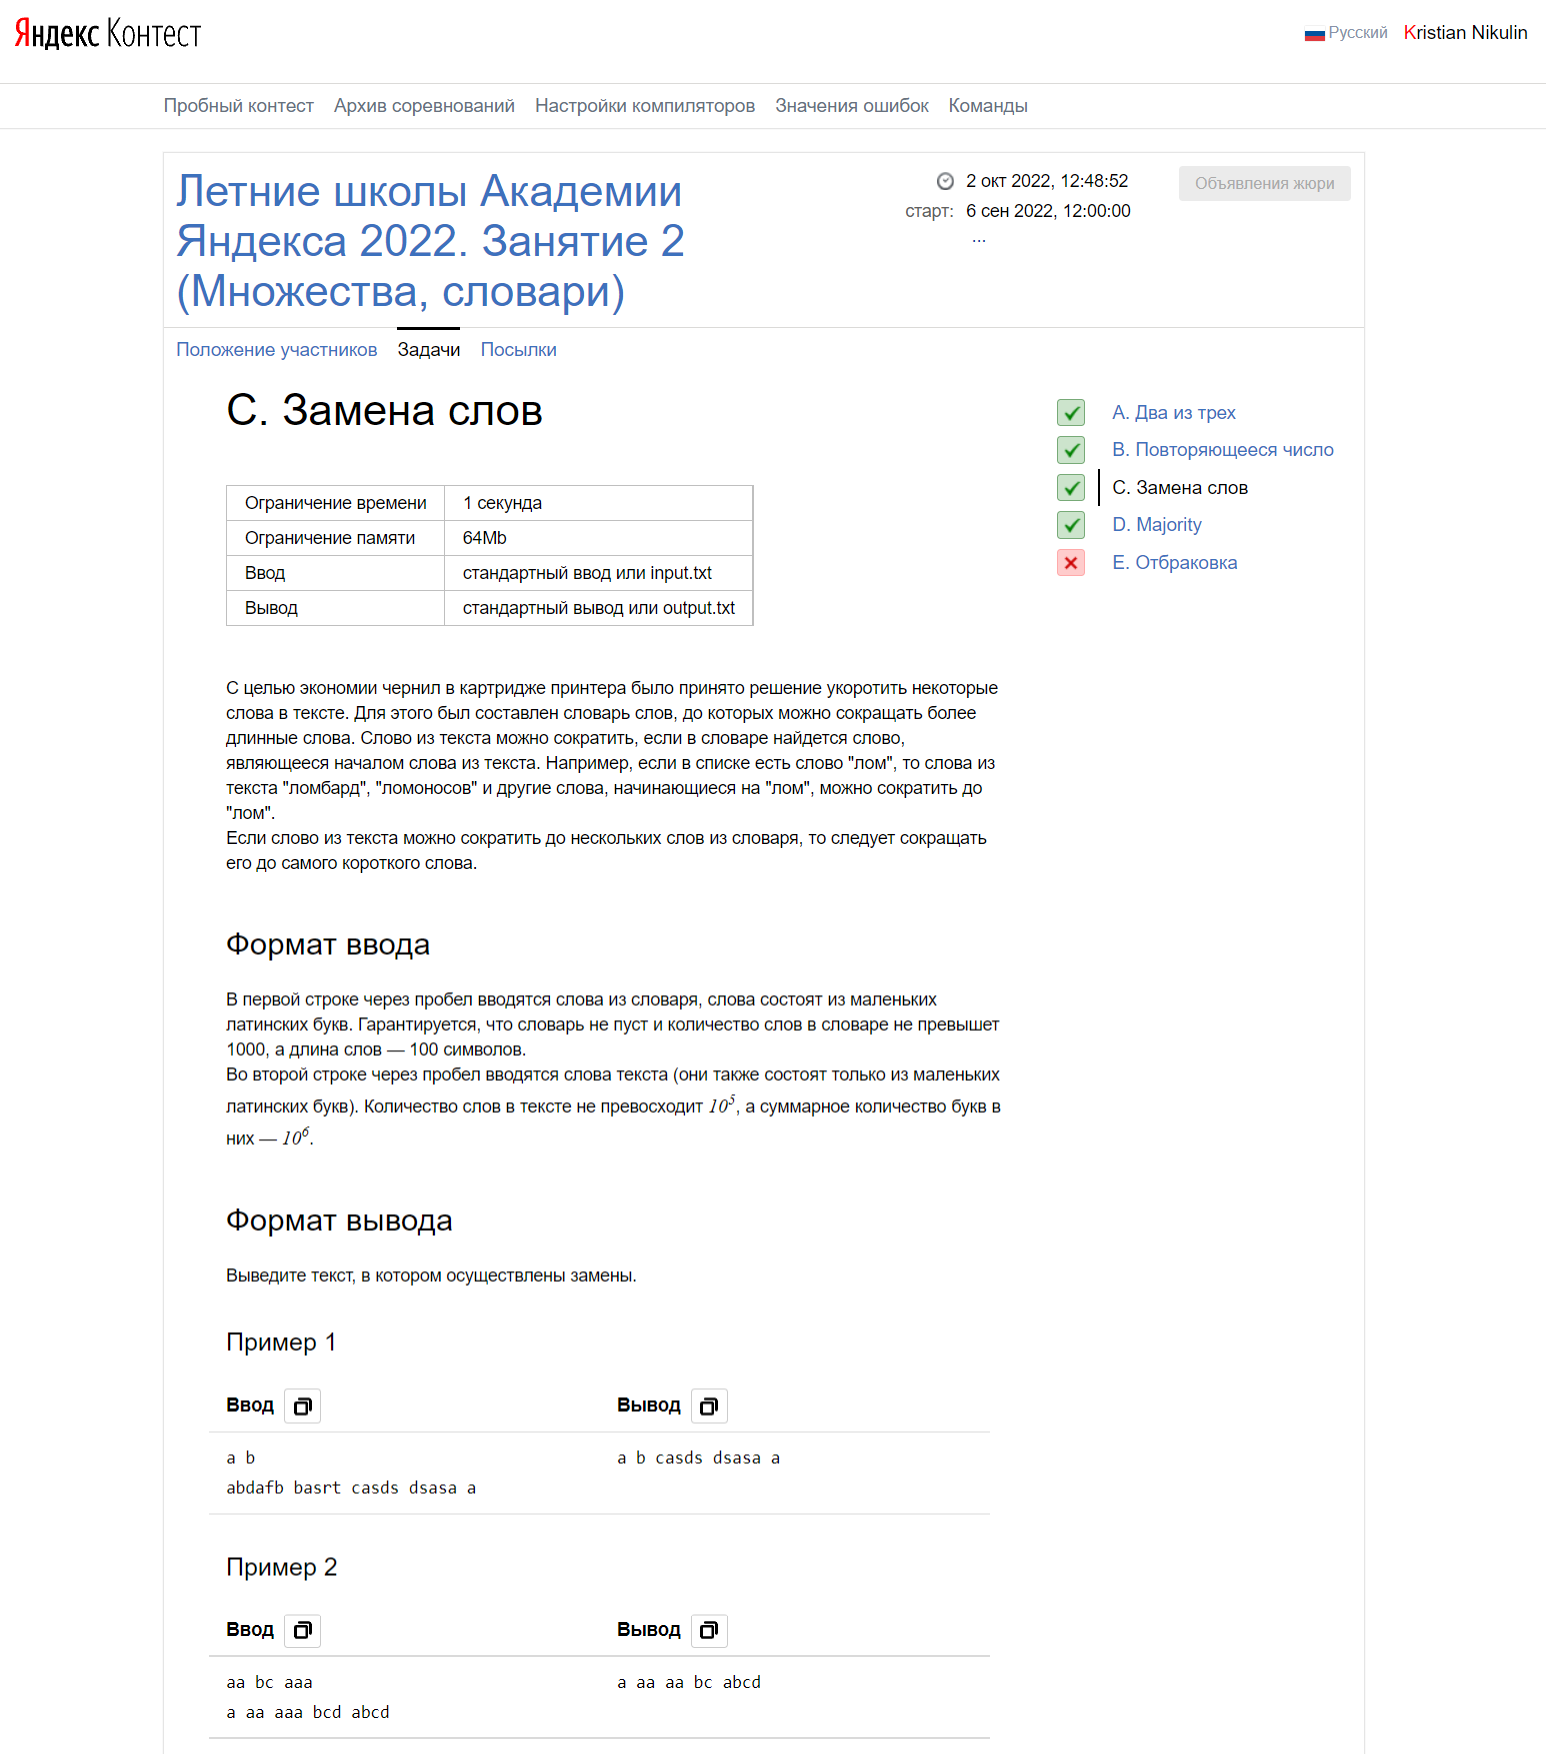 Яндекс Контест
Русский Kristian Nikulin
Пробный контест Архив соревнований Настройки компиляторов Значения ошибок Команды
Летние школы Академии
Яндекса 2022. Занятие 2
(Множества, словари)
2 окт 2022, 12:48:52
старт: 6 сен 2022, 12:00:00
...
Объявления жюри
Положение участников Задачи Посылки
C. Замена слов
Ограничение времени 1 секунда
Ограничение памяти 64Mb
Ввод стандартный ввод или input.txt
Вывод стандартный вывод или output.txt
С целью экономии чернил в картридже принтера было принято решение укоротить некоторые
слова в тексте. Для этого был составлен словарь слов, до которых можно сокращать более
длинные слова. Слово из текста можно сократить, если в словаре найдется слово,
являющееся началом слова из текста. Например, если в списке есть слово "лом", то слова из
текста "ломбард", "ломоносов" и другие слова, начинающиеся на "лом", можно сократить до
"лом".
Если слово из текста можно сократить до нескольких слов из словаря, то следует сокращать
его до самого короткого слова.
Формат ввода
В первой строке через пробел вводятся слова из словаря, слова состоят из маленьких
латинских букв. Гарантируется, что словарь не пуст и количество слов в словаре не превышет
1000, а длина слов — 100 символов.
Во второй строке через пробел вводятся слова текста (они также состоят только из маленьких
латинских букв). Количество слов в тексте не превосходит 10⁵, а суммарное количество букв в
них — 10⁶.
Формат вывода
Выведите текст, в котором осуществлены замены.
Пример 1
Ввод Вывод
a b
abdafb basrt casds dsasa a
a b casds dsasa a
Пример 2
Ввод Вывод
aa bc aaa
a aa aaa bcd abcd
a aa aa bc abcd
A. Два из трех
B. Повторяющееся число
C. Замена слов
D. Majority
E. Отбраковка